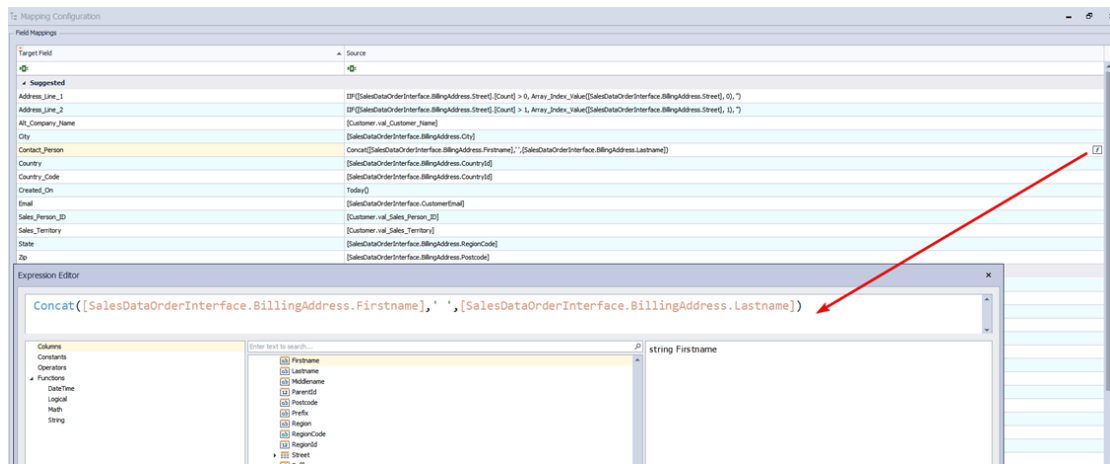 Mapping Configuration
Field Mappings
Target Field Source
Suggested
Address_Line_1 IIF([SalesDataOrderInterface.BillingAddress.Street].[Count] > 0, Array_Index_Value([SalesDataOrderInterface.BillingAddress.Street], 0), '')
Address_Line_2 IIF([SalesDataOrderInterface.BillingAddress.Street].[Count] > 1, Array_Index_Value([SalesDataOrderInterface.BillingAddress.Street], 1), '')
Alt_Company_Name [Customer.val_Customer_Name]
City [SalesDataOrderInterface.BillingAddress.City]
Contact_Person Concat([SalesDataOrderInterface.BillingAddress.Firstname],' ',[SalesDataOrderInterface.BillingAddress.Lastname])
Country [SalesDataOrderInterface.BillingAddress.CountryId]
Country_Code [SalesDataOrderInterface.BillingAddress.CountryId]
Created_On Today()
Email [SalesDataOrderInterface.CustomerEmail]
Sales_Person_ID [Customer.val_Sales_Person_ID]
Sales_Territory [Customer.val_Sales_Territory]
State [SalesDataOrderInterface.BillingAddress.RegionCode]
Zip [SalesDataOrderInterface.BillingAddress.Postcode]
Expression Editor
Concat([SalesDataOrderInterface.BillingAddress.Firstname],' ',[SalesDataOrderInterface.BillingAddress.Lastname])
Columns
Constants
Operators
Functions
DateTime
Logical
Math
String
Enter text to search...
Firstname
Lastname
Middlename
ParentId
Postcode
Prefix
Region
RegionCode
RegionId
Street
string Firstname